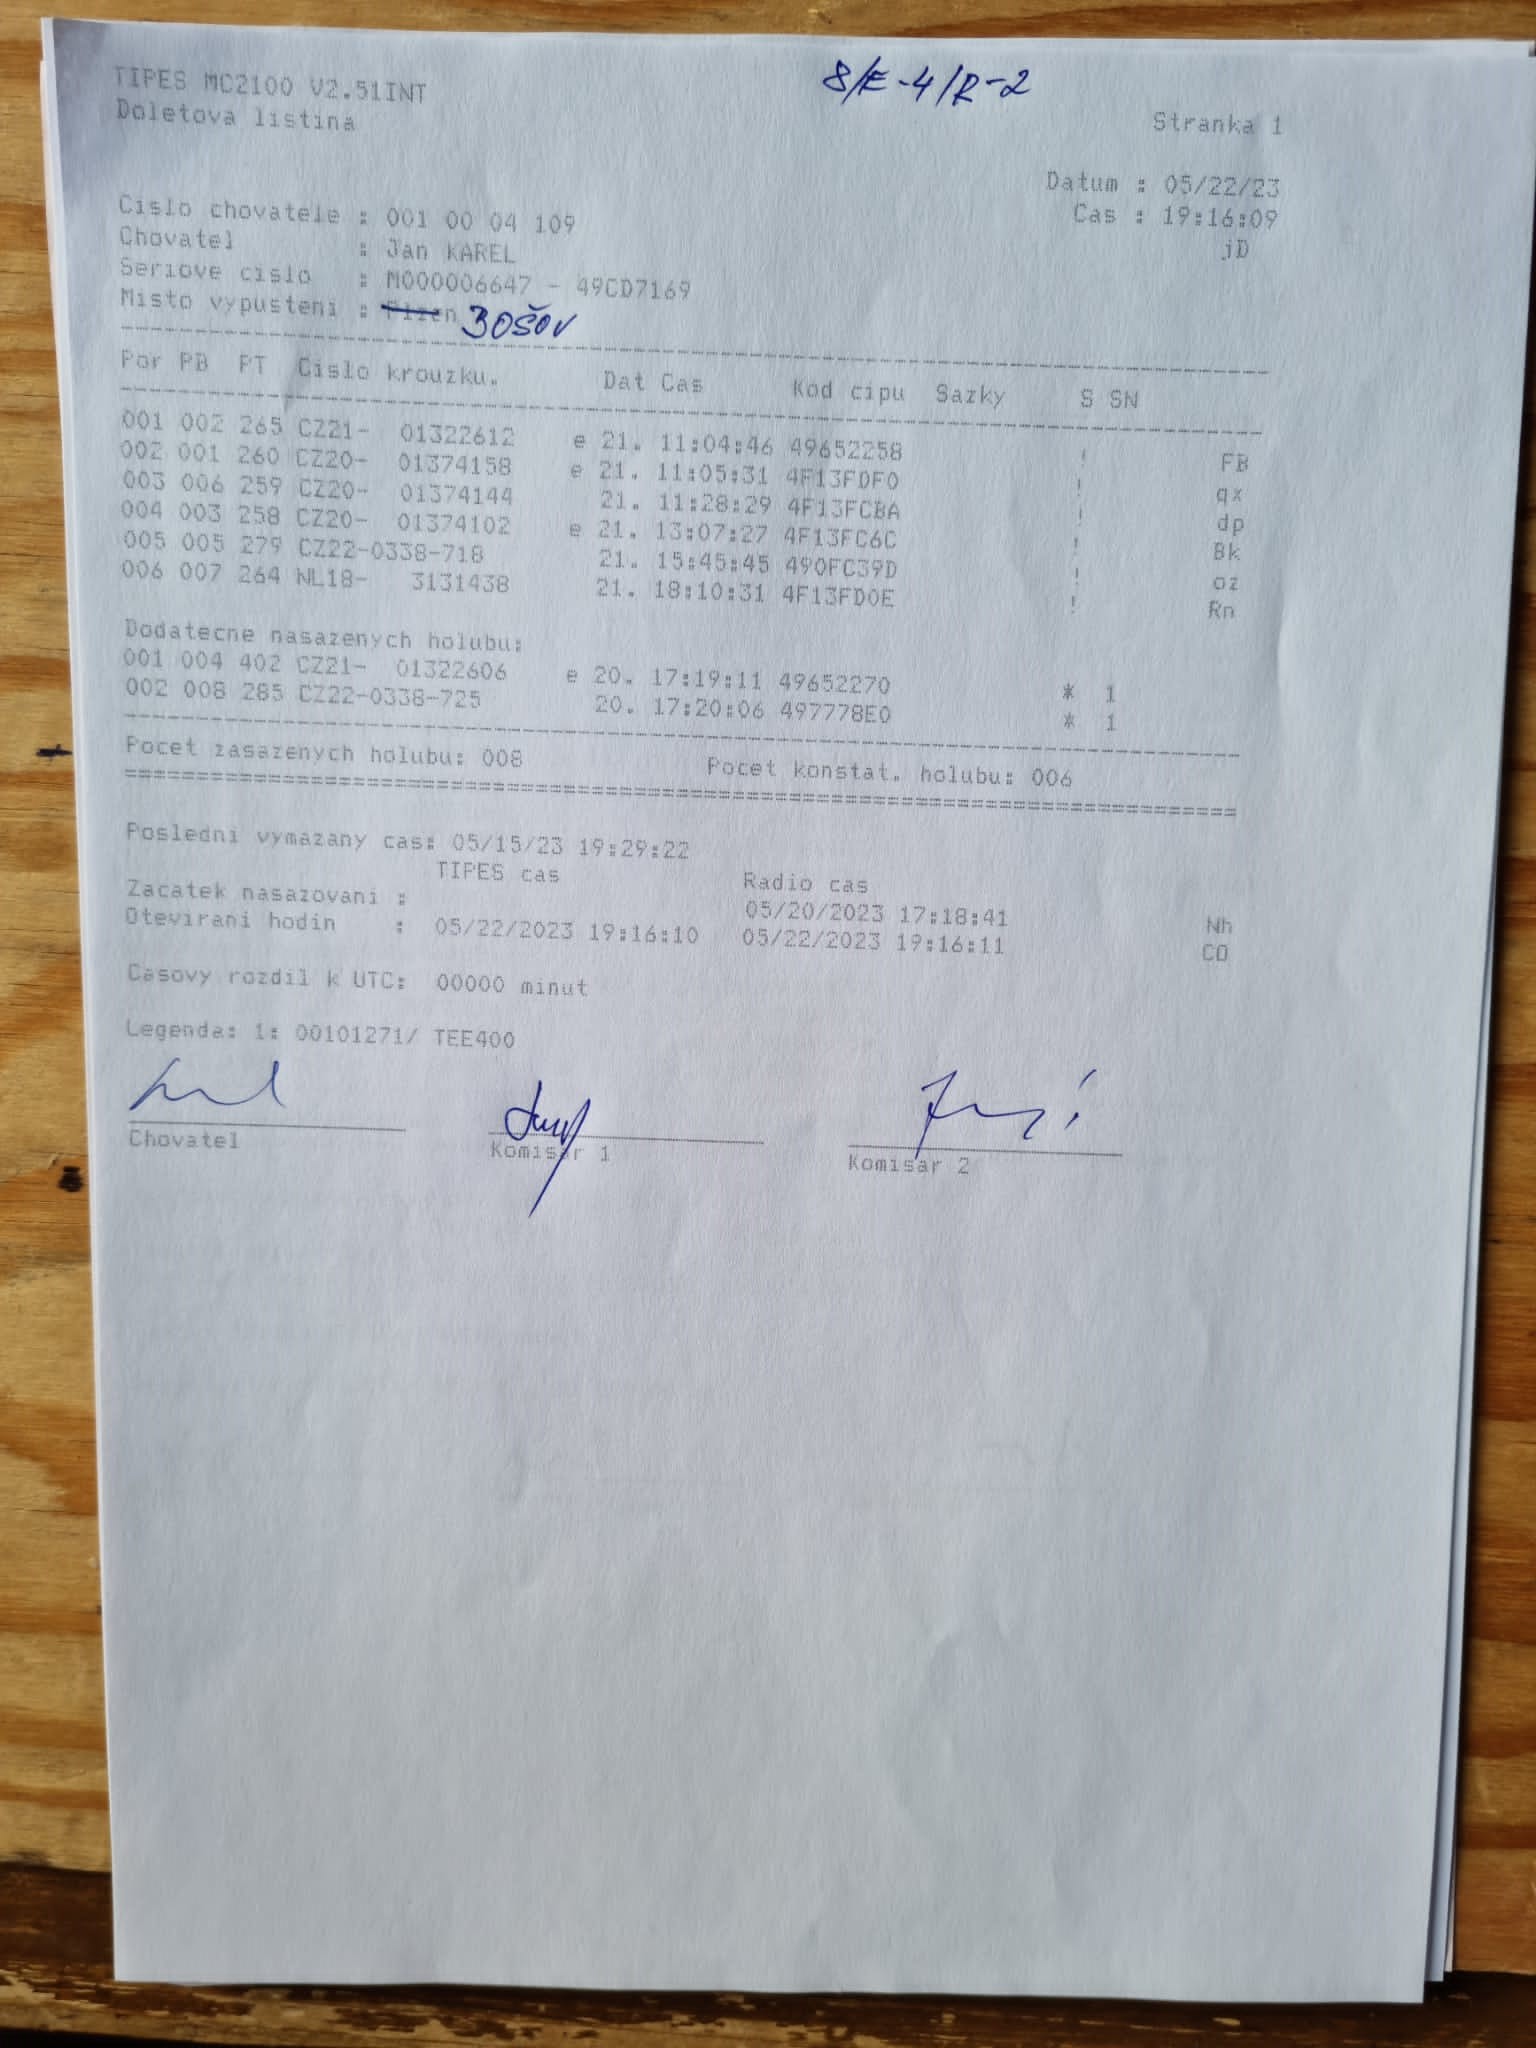 8/E-4/R-2
TIPES MC2100 V2.51INT
Doletova listina
Stranka 1
Datum : 05/22/23
Cas : 19:16:09
jD
Cislo chovatele : 001 00 04 109
Chovatel : Jan KAREL
Seriove cislo : M000006647 - 49CD7169
Misto vypusteni : Plzen BOŠOV
Por PB PT Cislo krouzku. Dat Cas Kod cipu Sazky S SN
001 002 265 CZ21- 01322612 e 21. 11:04:46 49652258 ! FB
002 001 260 CZ20- 01374158 e 21. 11:05:31 4F13FDF0 ! qx
003 006 259 CZ20- 01374144 21. 11:28:29 4F13FCBA ! dp
004 003 258 CZ20- 01374102 e 21. 13:07:27 4F13FC6C ! Bk
005 005 279 CZ22-0338-718 21. 15:45:45 490FC39D ! oz
006 007 264 NL18- 3131438 21. 18:10:31 4F13FD0E ! Rn
Dodatecne nasazenych holubu:
001 004 402 CZ21- 01322606 e 20. 17:19:11 49652270 * 1
002 008 285 CZ22-0338-725 20. 17:20:06 497778E0 * 1
Pocet zasazenych holubu: 008 Pocet konstat. holubu: 006
Posledni vymazany cas: 05/15/23 19:29:22
TIPES cas Radio cas
Zacatek nasazovani : 05/20/2023 17:18:41 Nh
Otevirani hodin : 05/22/2023 19:16:10 05/22/2023 19:16:11 CO
Casovy rozdil k UTC: 00000 minut
Legenda: 1: 00101271/ TEE400
Chovatel Komisar 1 Komisar 2